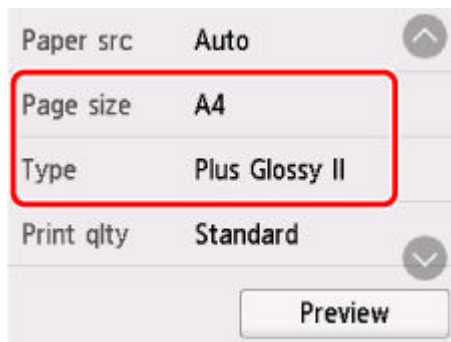 Paper src Auto
Page size A4
Type Plus Glossy II
Print qlty Standard
Preview